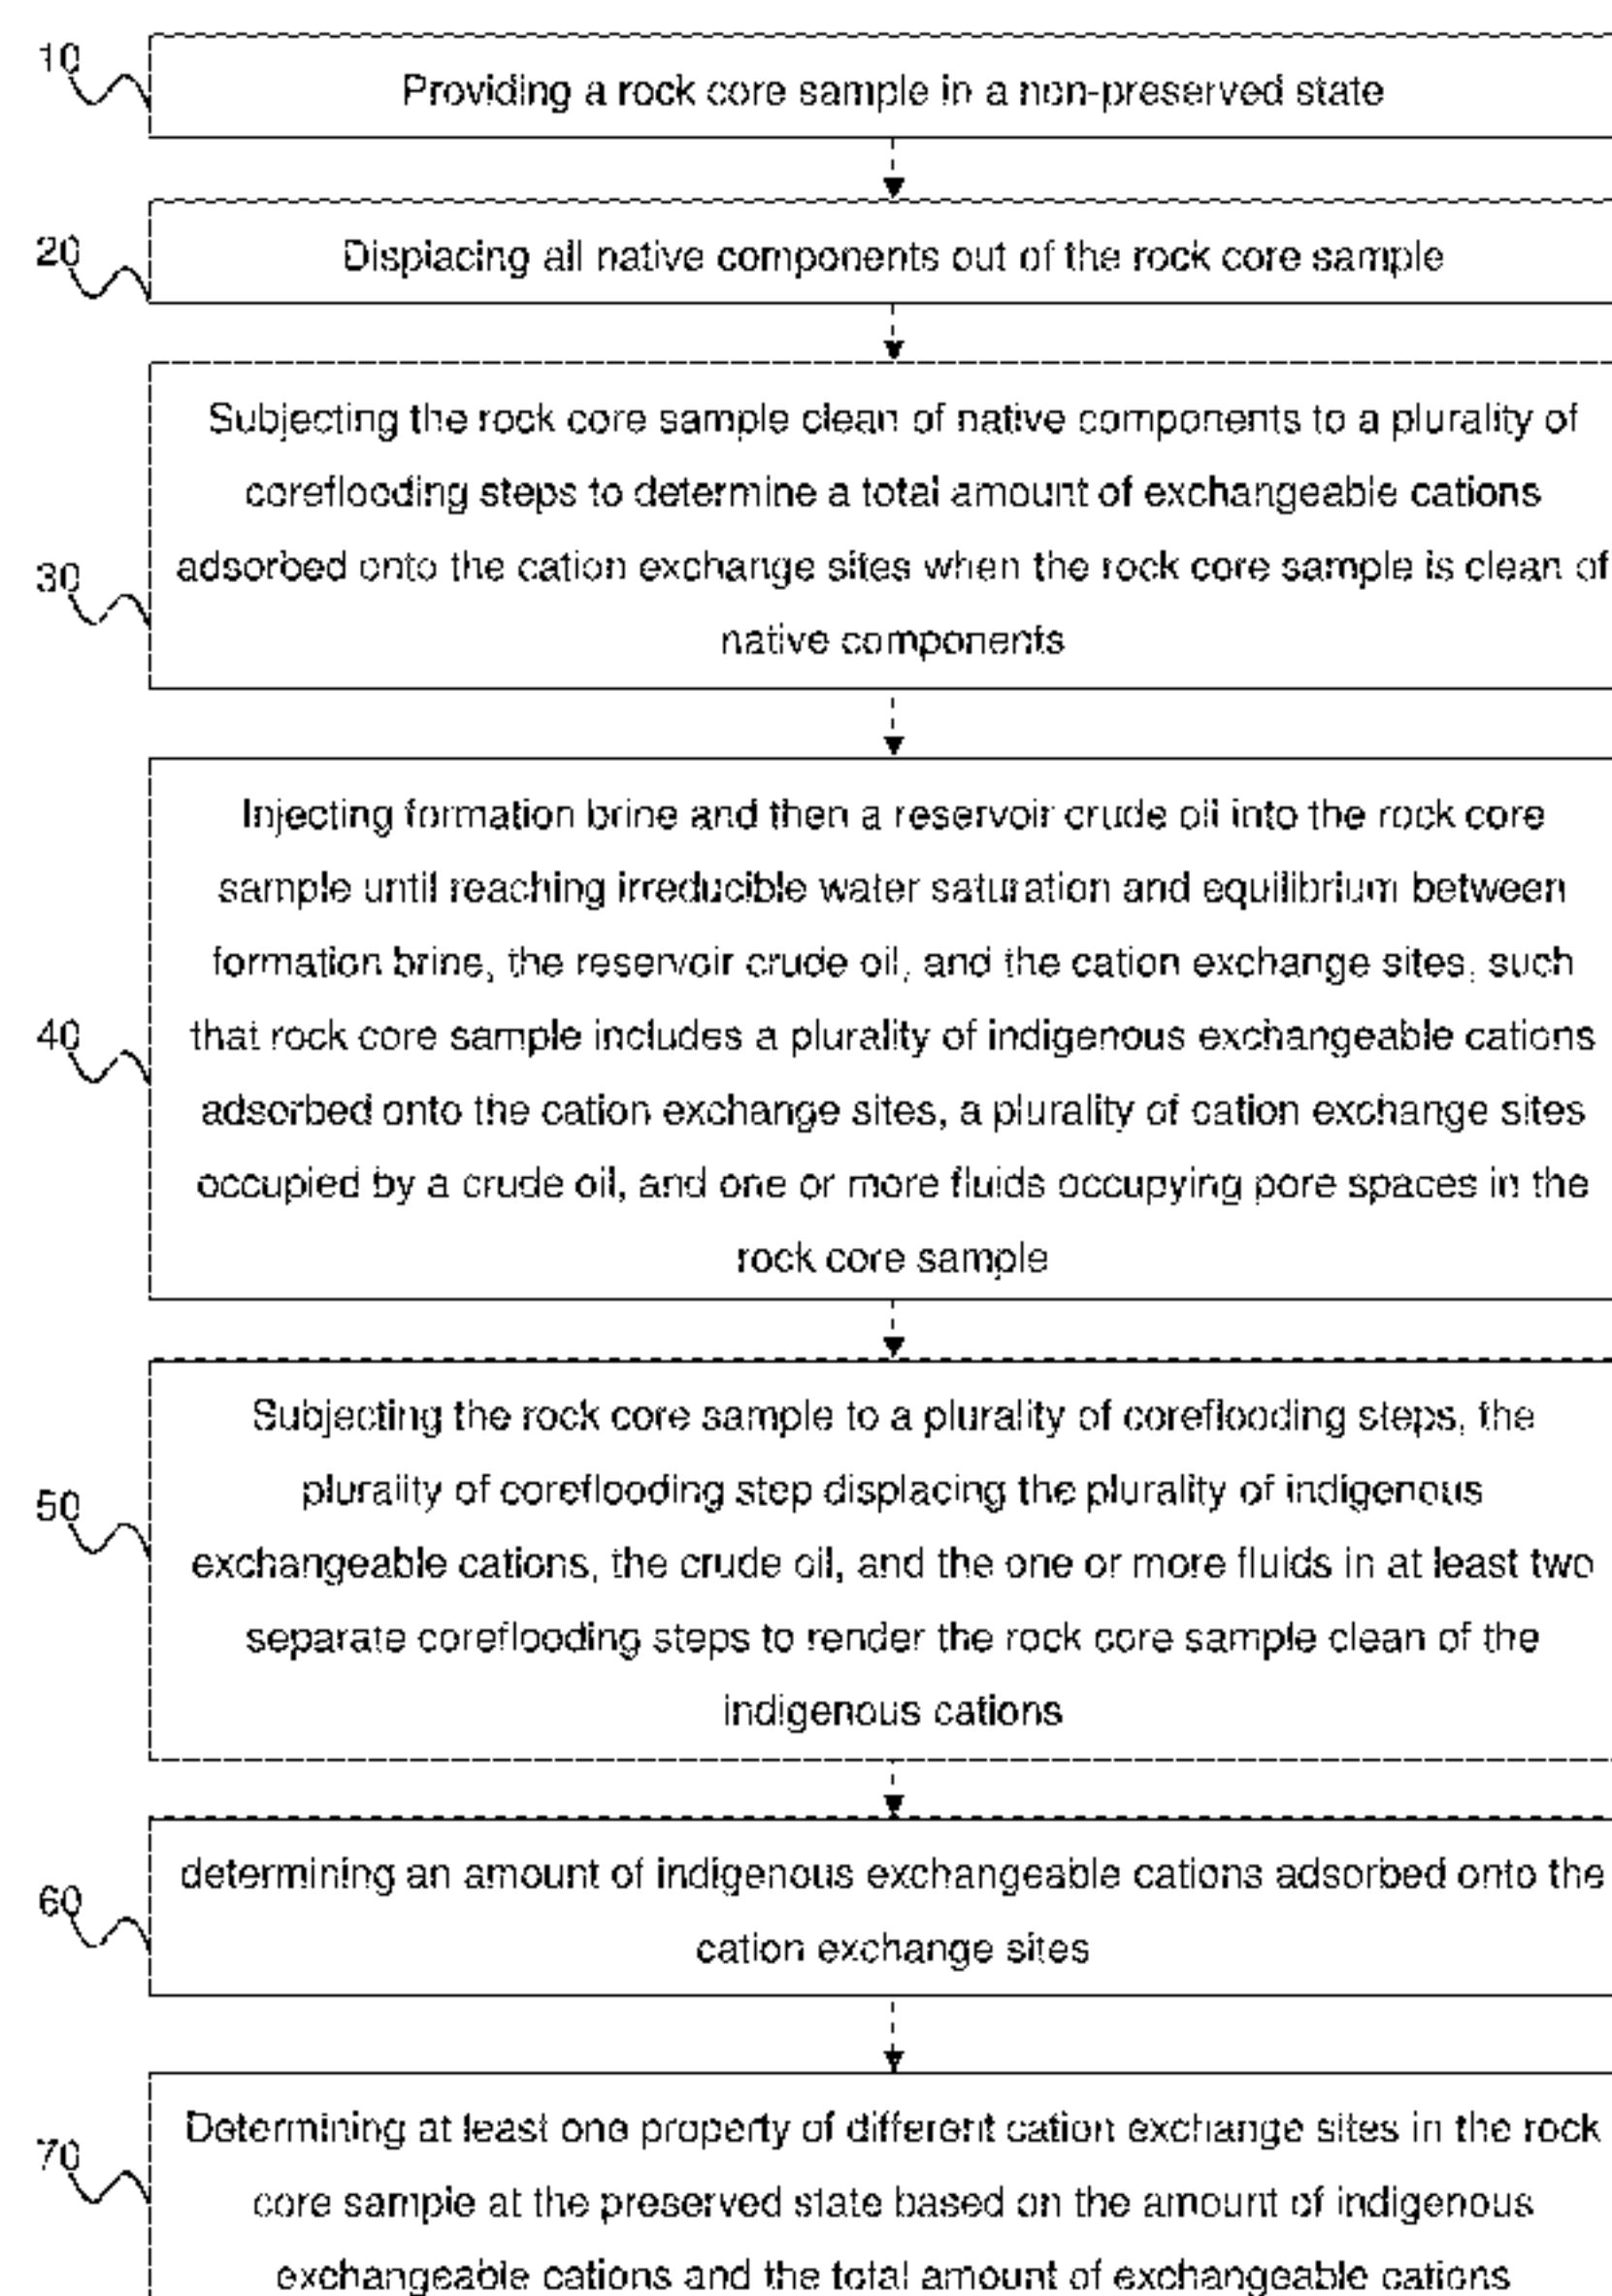 10
Providing a rock core sample in a non-preserved state
20
Displacing all native components out of the rock core sample
30
Subjecting the rock core sample clean of native components to a plurality of
coreflooding steps to determine a total amount of exchangeable cations
adsorbed onto the cation exchange sites when the rock core sample is clean of
native components
40
Injecting formation brine and then a reservoir crude oil into the rock core
sample until reaching irreducible water saturation and equilibrium between
formation brine, the reservoir crude oil, and the cation exchange sites, such
that rock core sample includes a plurality of indigenous exchangeable cations
adsorbed onto the cation exchange sites, a plurality of cation exchange sites
occupied by a crude oil, and one or more fluids occupying pore spaces in the
rock core sample
50
Subjecting the rock core sample to a plurality of coreflooding steps, the
plurality of coreflooding step displacing the plurality of indigenous
exchangeable cations, the crude oil, and the one or more fluids in at least two
separate coreflooding steps to render the rock core sample clean of the
indigenous cations
60
determining an amount of indigenous exchangeable cations adsorbed onto the
cation exchange sites
70
Determining at least one property of different cation exchange sites in the rock
core sample at the preserved state based on the amount of indigenous
exchangeable cations and the total amount of exchangeable cations